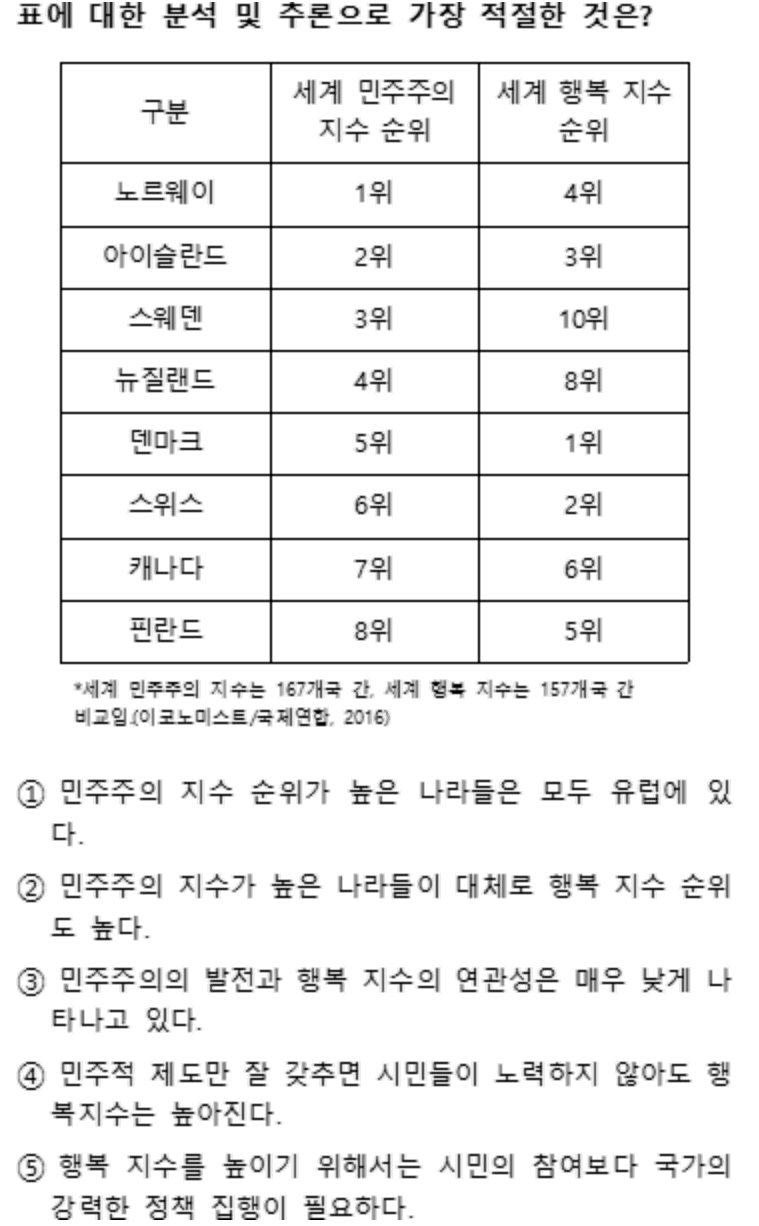 표에 대한 분석 및 추론으로 가장 적절한 것은?
구분
세계 민주주의
지수 순위
세계 행복 지수
순위
노르웨이 1위 4위
아이슬란드 2위 3위
스웨덴 3위 10위
뉴질랜드 4위 8위
덴마크 5위 1위
스위스 6위 2위
캐나다 7위 6위
핀란드 8위 5위
*세계 민주주의 지수는 167개국 간, 세계 행복 지수는 157개국 간
비교임.(이코노미스트/국제연합, 2016)
① 민주주의 지수 순위가 높은 나라들은 모두 유럽에 있
다.
② 민주주의 지수가 높은 나라들이 대체로 행복 지수 순위
도 높다.
③ 민주주의의 발전과 행복 지수의 연관성은 매우 낮게 나
타나고 있다.
④ 민주적 제도만 잘 갖추면 시민들이 노력하지 않아도 행
복지수는 높아진다.
⑤ 행복 지수를 높이기 위해서는 시민의 참여보다 국가의
강력한 정책 집행이 필요하다.